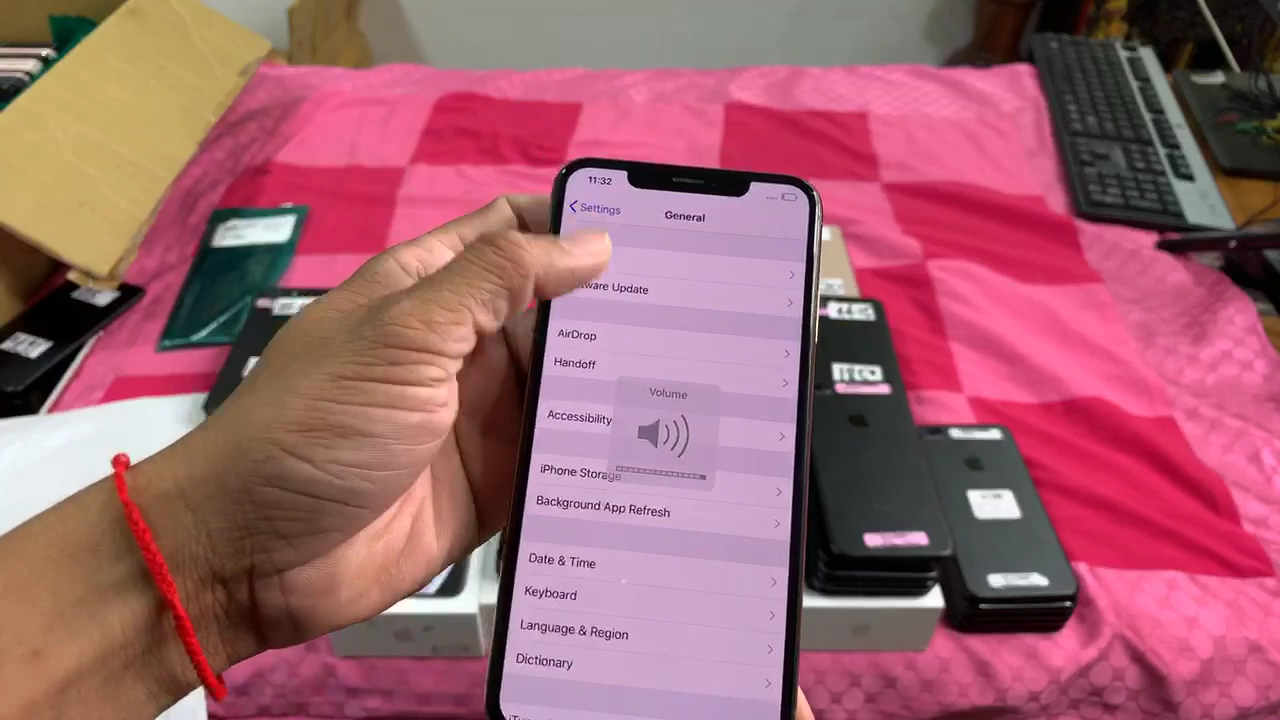 11:32
Settings
General
ware Update
AirDrop
Handoff
Volume
Accessibility
iPhone Storage
Background App Refresh
Date & Time
Keyboard
Language & Region
Dictionary